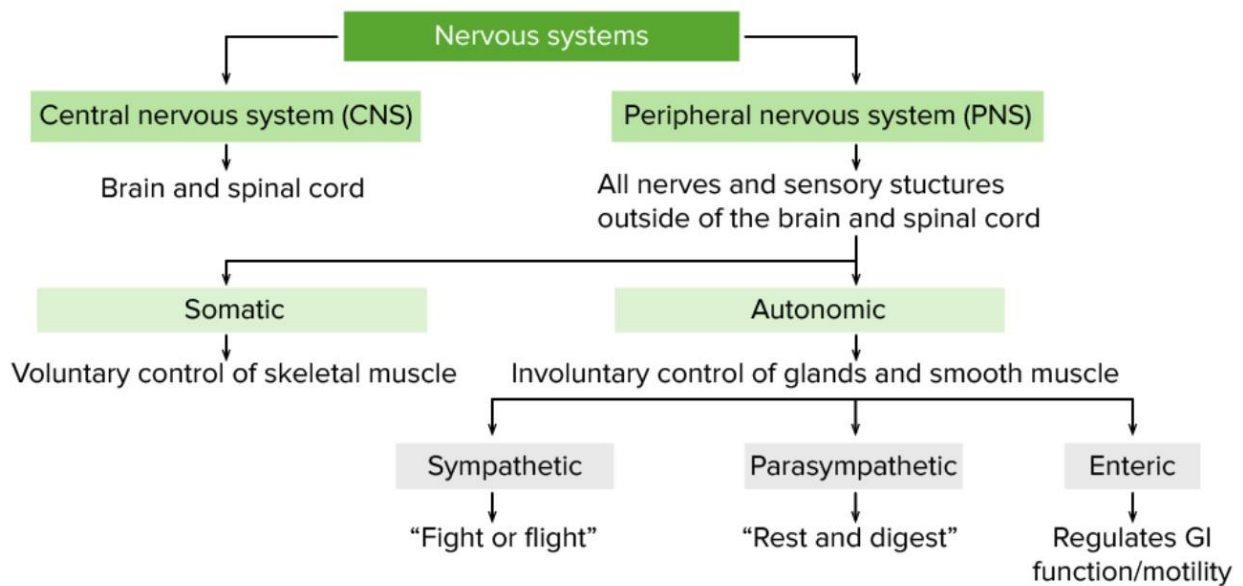 Nervous systems
Central nervous system (CNS)
Peripheral nervous system (PNS)
Brain and spinal cord
All nerves and sensory stuctures
outside of the brain and spinal cord
Somatic
Autonomic
Voluntary control of skeletal muscle
Involuntary control of glands and smooth muscle
Sympathetic
Parasympathetic
Enteric
“Fight or flight”
“Rest and digest”
Regulates GI
function/motility